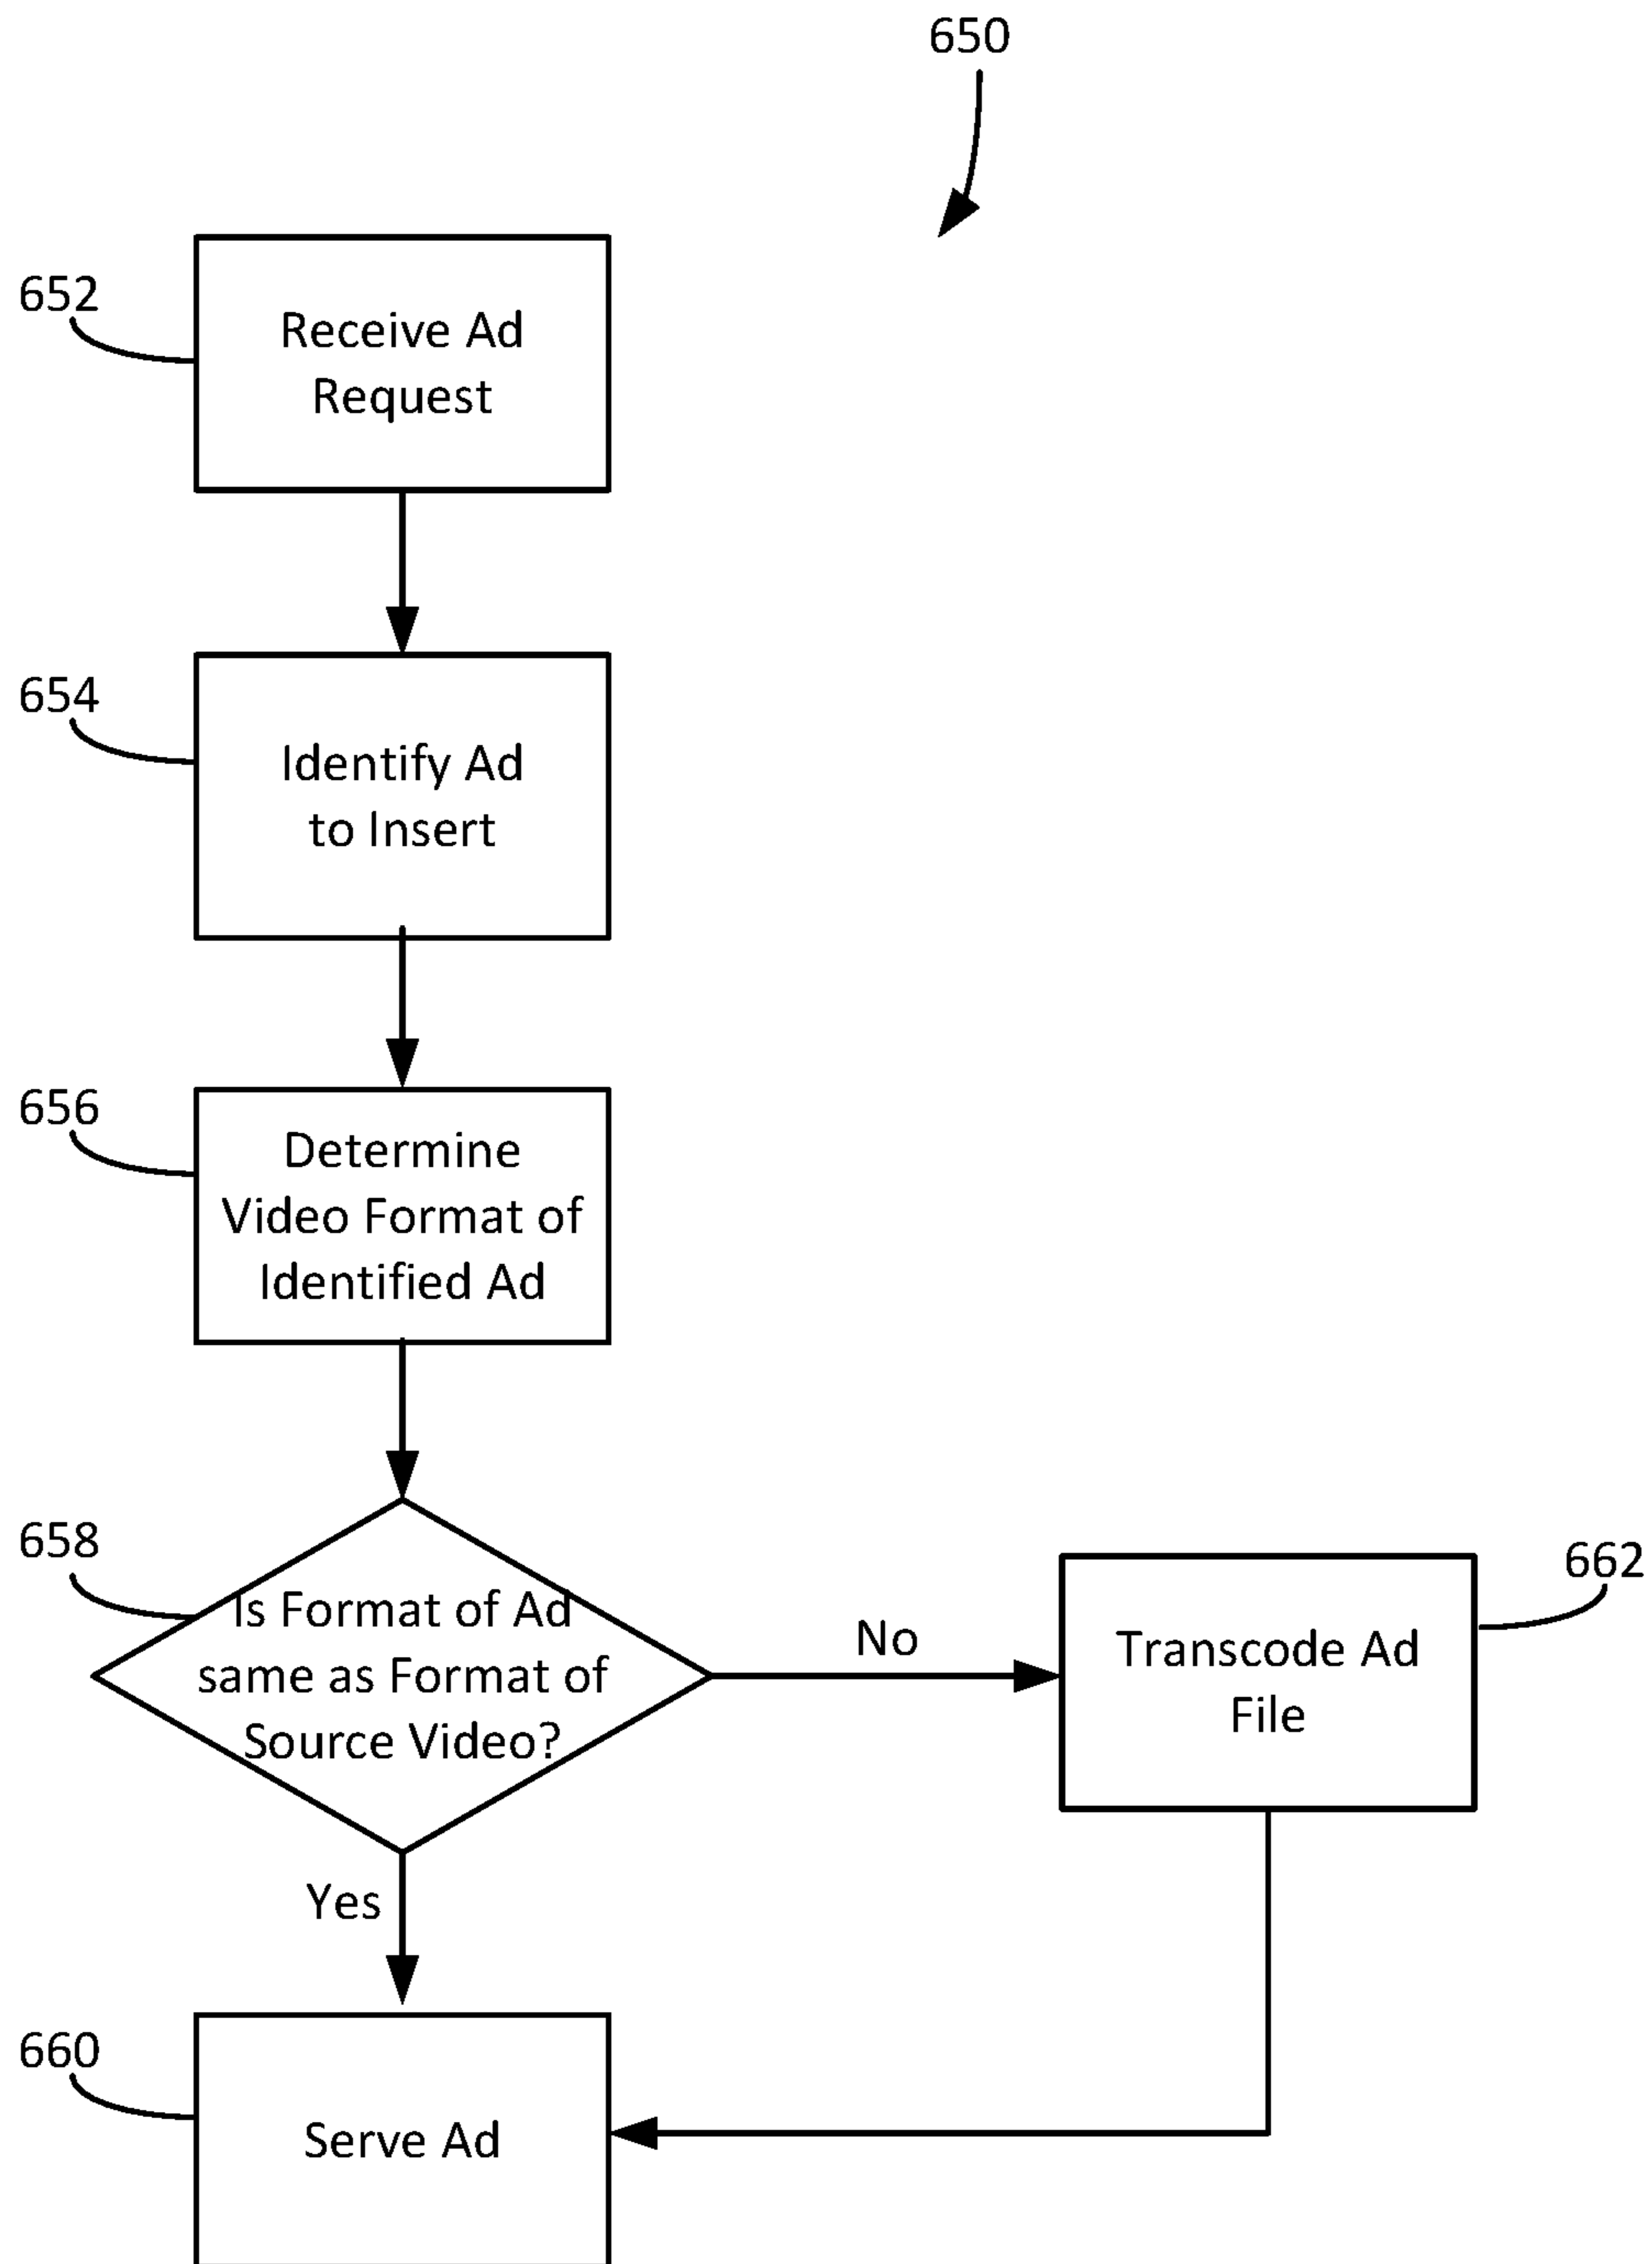 650
652
Receive Ad
Request
654
Identify Ad
to Insert
656
Determine
Video Format of
Identified Ad
658
Is Format of Ad
same as Format of
Source Video?
No
662
Transcode Ad
File
Yes
660
Serve Ad